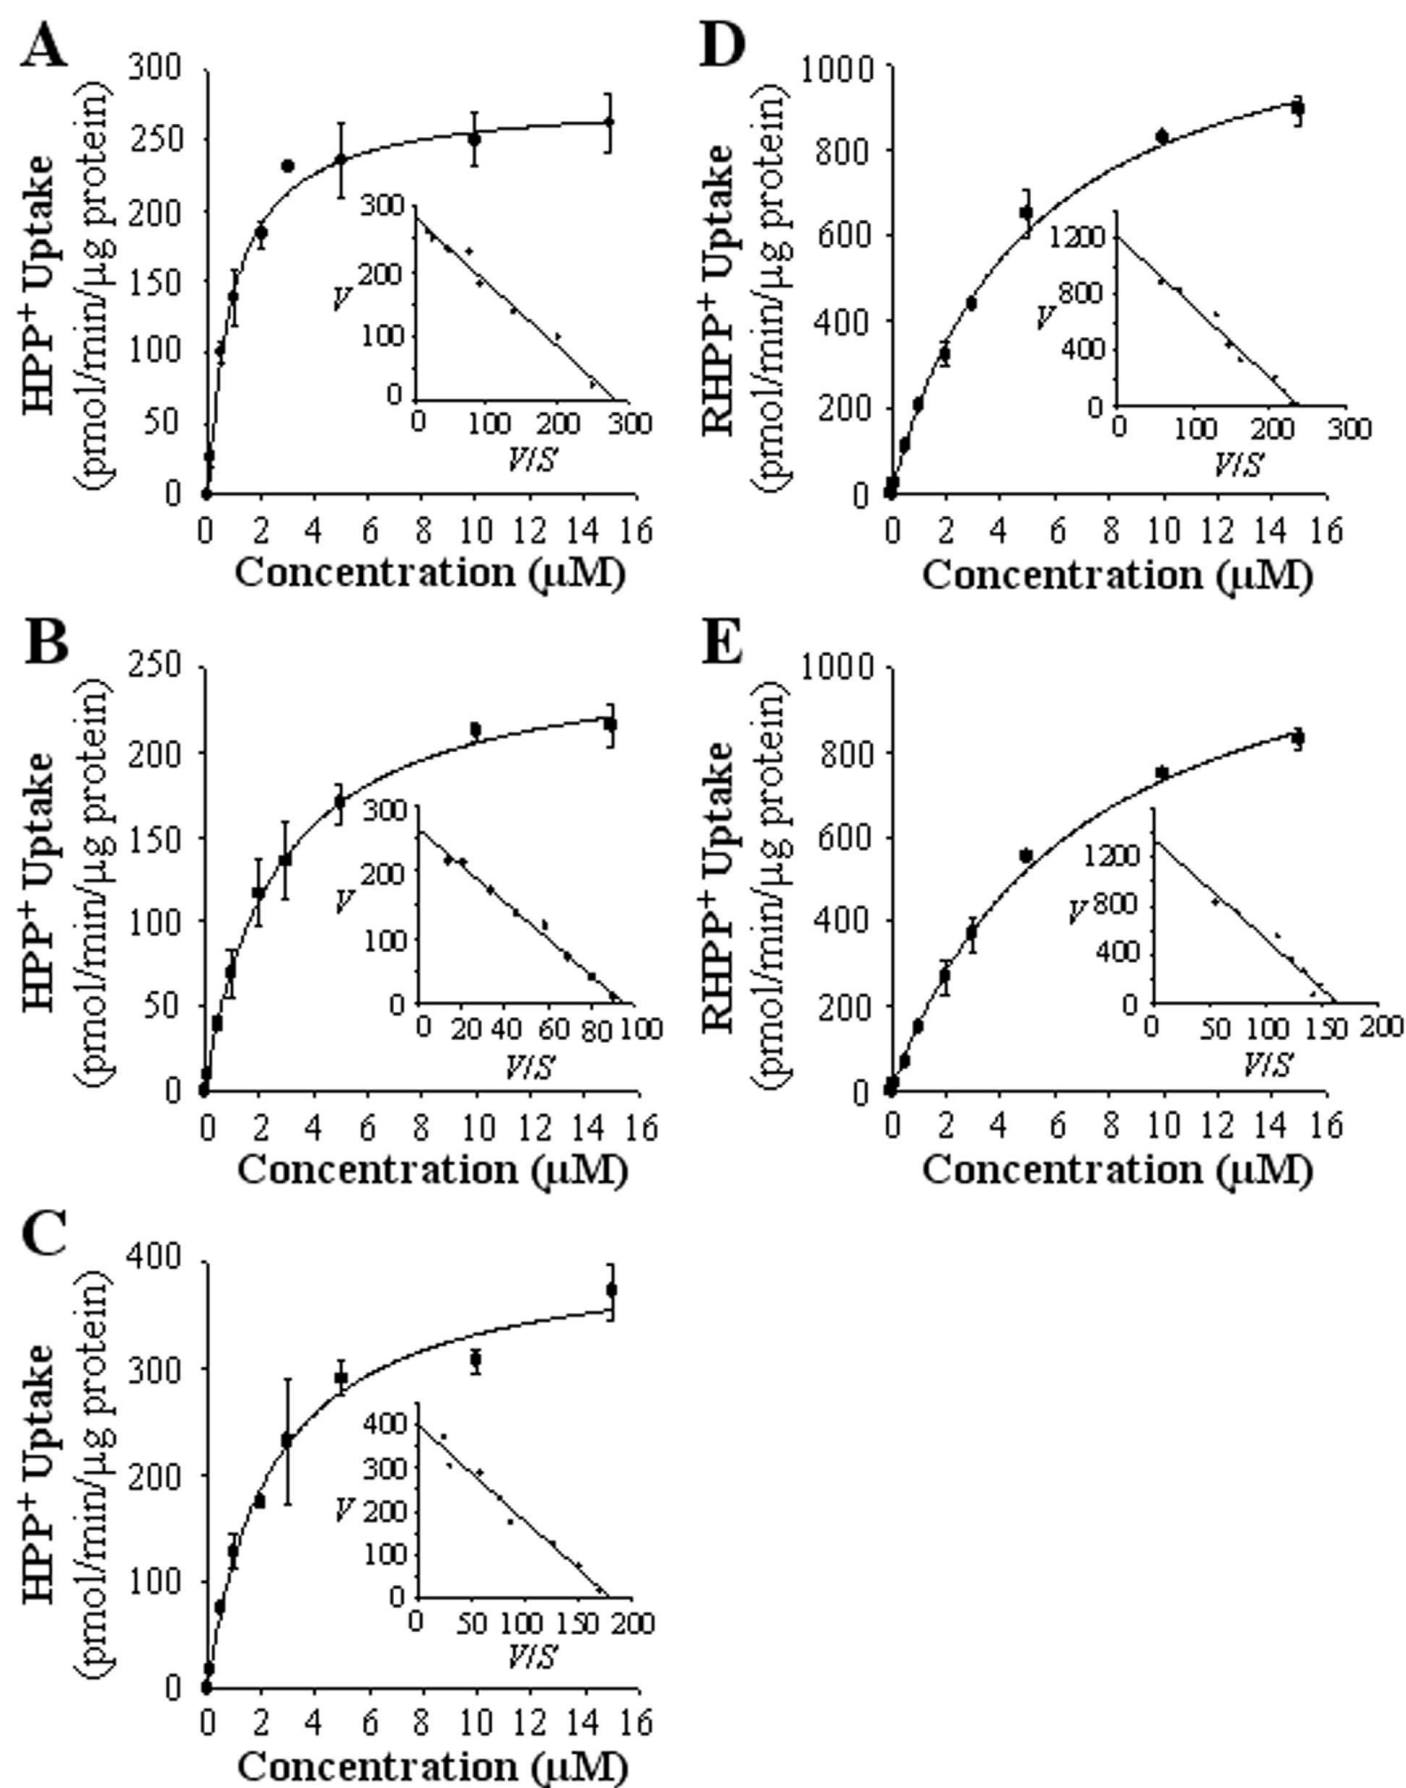 A
HPP+ Uptake
(pmol/min/μg protein)
300
250
200
150
100
50
0
0 2 4 6 8 10 12 14 16
Concentration (μM)
V
300
200
100
0
0 100 200 300
V/S
D
RHPP+ Uptake
(pmol/min/μg protein)
1000
800
600
400
200
0
0 2 4 6 8 10 12 14 16
Concentration (μM)
V
1200
800
400
0
0 100 200 300
V/S
B
HPP+ Uptake
(pmol/min/μg protein)
250
200
150
100
50
0
0 2 4 6 8 10 12 14 16
Concentration (μM)
V
300
200
100
0
0 20 40 60 80 100
V/S
E
RHPP+ Uptake
(pmol/min/μg protein)
1000
800
600
400
200
0
0 2 4 6 8 10 12 14 16
Concentration (μM)
V
1200
800
400
0
0 50 100 150 200
V/S
C
HPP+ Uptake
(pmol/min/μg protein)
400
300
200
100
0
0 2 4 6 8 10 12 14 16
Concentration (μM)
V
400
300
200
100
0
0 50 100 150 200
V/S